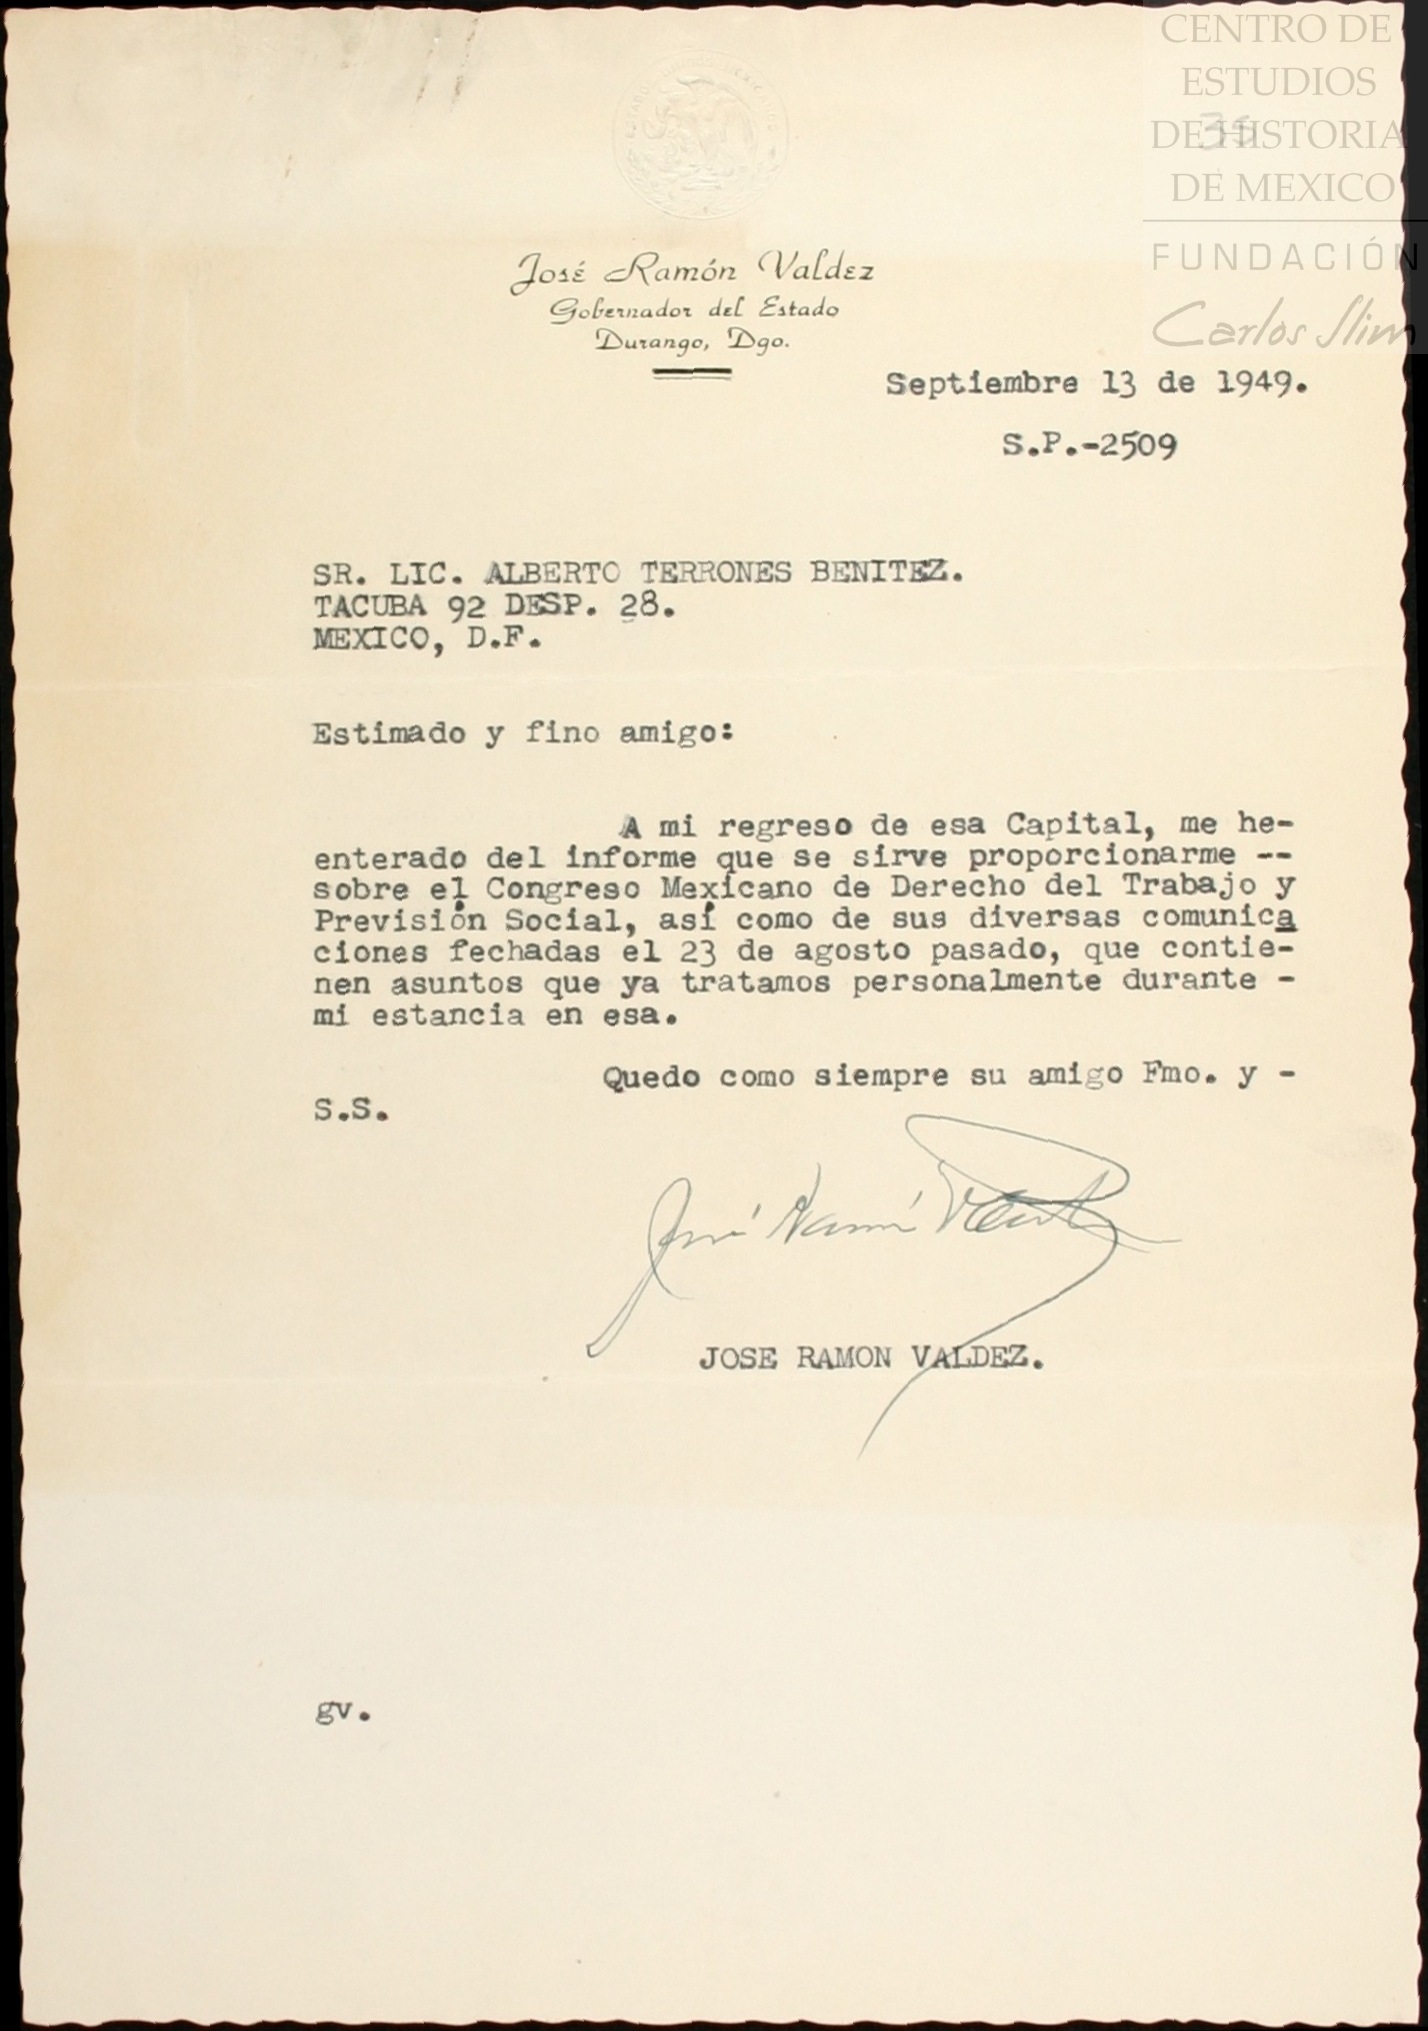 CENTRO DE
ESTUDIOS
DE HISTORIA
DE MEXICO
FUNDACIÓN
Carlos Slim
José Ramón Valdez
Gobernador del Estado
Durango, Dgo.
Septiembre 13 de 1949.
S.P.-2509
SR. LIC. ALBERTO TERRONES BENITEZ.
TACUBA 92 DESP. 28.
MEXICO, D.F.
Estimado y fino amigo:
A mi regreso de esa Capital, me he-
enterado del informe que se sirve proporcionarme --
sobre el Congreso Mexicano de Derecho del Trabajo y
Previsión Social, así como de sus diversas comunica
ciones fechadas el 23 de agosto pasado, que contie-
nen asuntos que ya tratamos personalmente durante -
mi estancia en esa.
Quedo como siempre su amigo Fmo. y -
S.S.
José Ramón Valdez
JOSE RAMON VALDEZ.
gv.